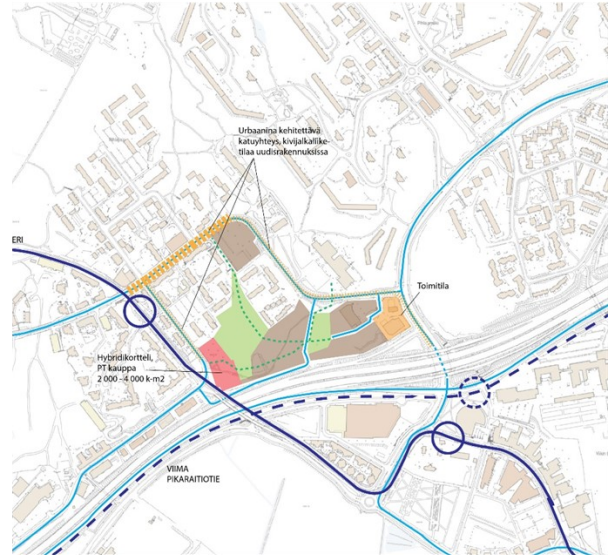 Urbaanina kehitettävä
katuyhteys, kivijalkaliike-
tilaa uudisrakennuksissa
ERI
Toimitila
Hybridikortteli,
PT kauppa
2 000 - 4 000 k-m2
VIIMA
PIKARAITIOTIE